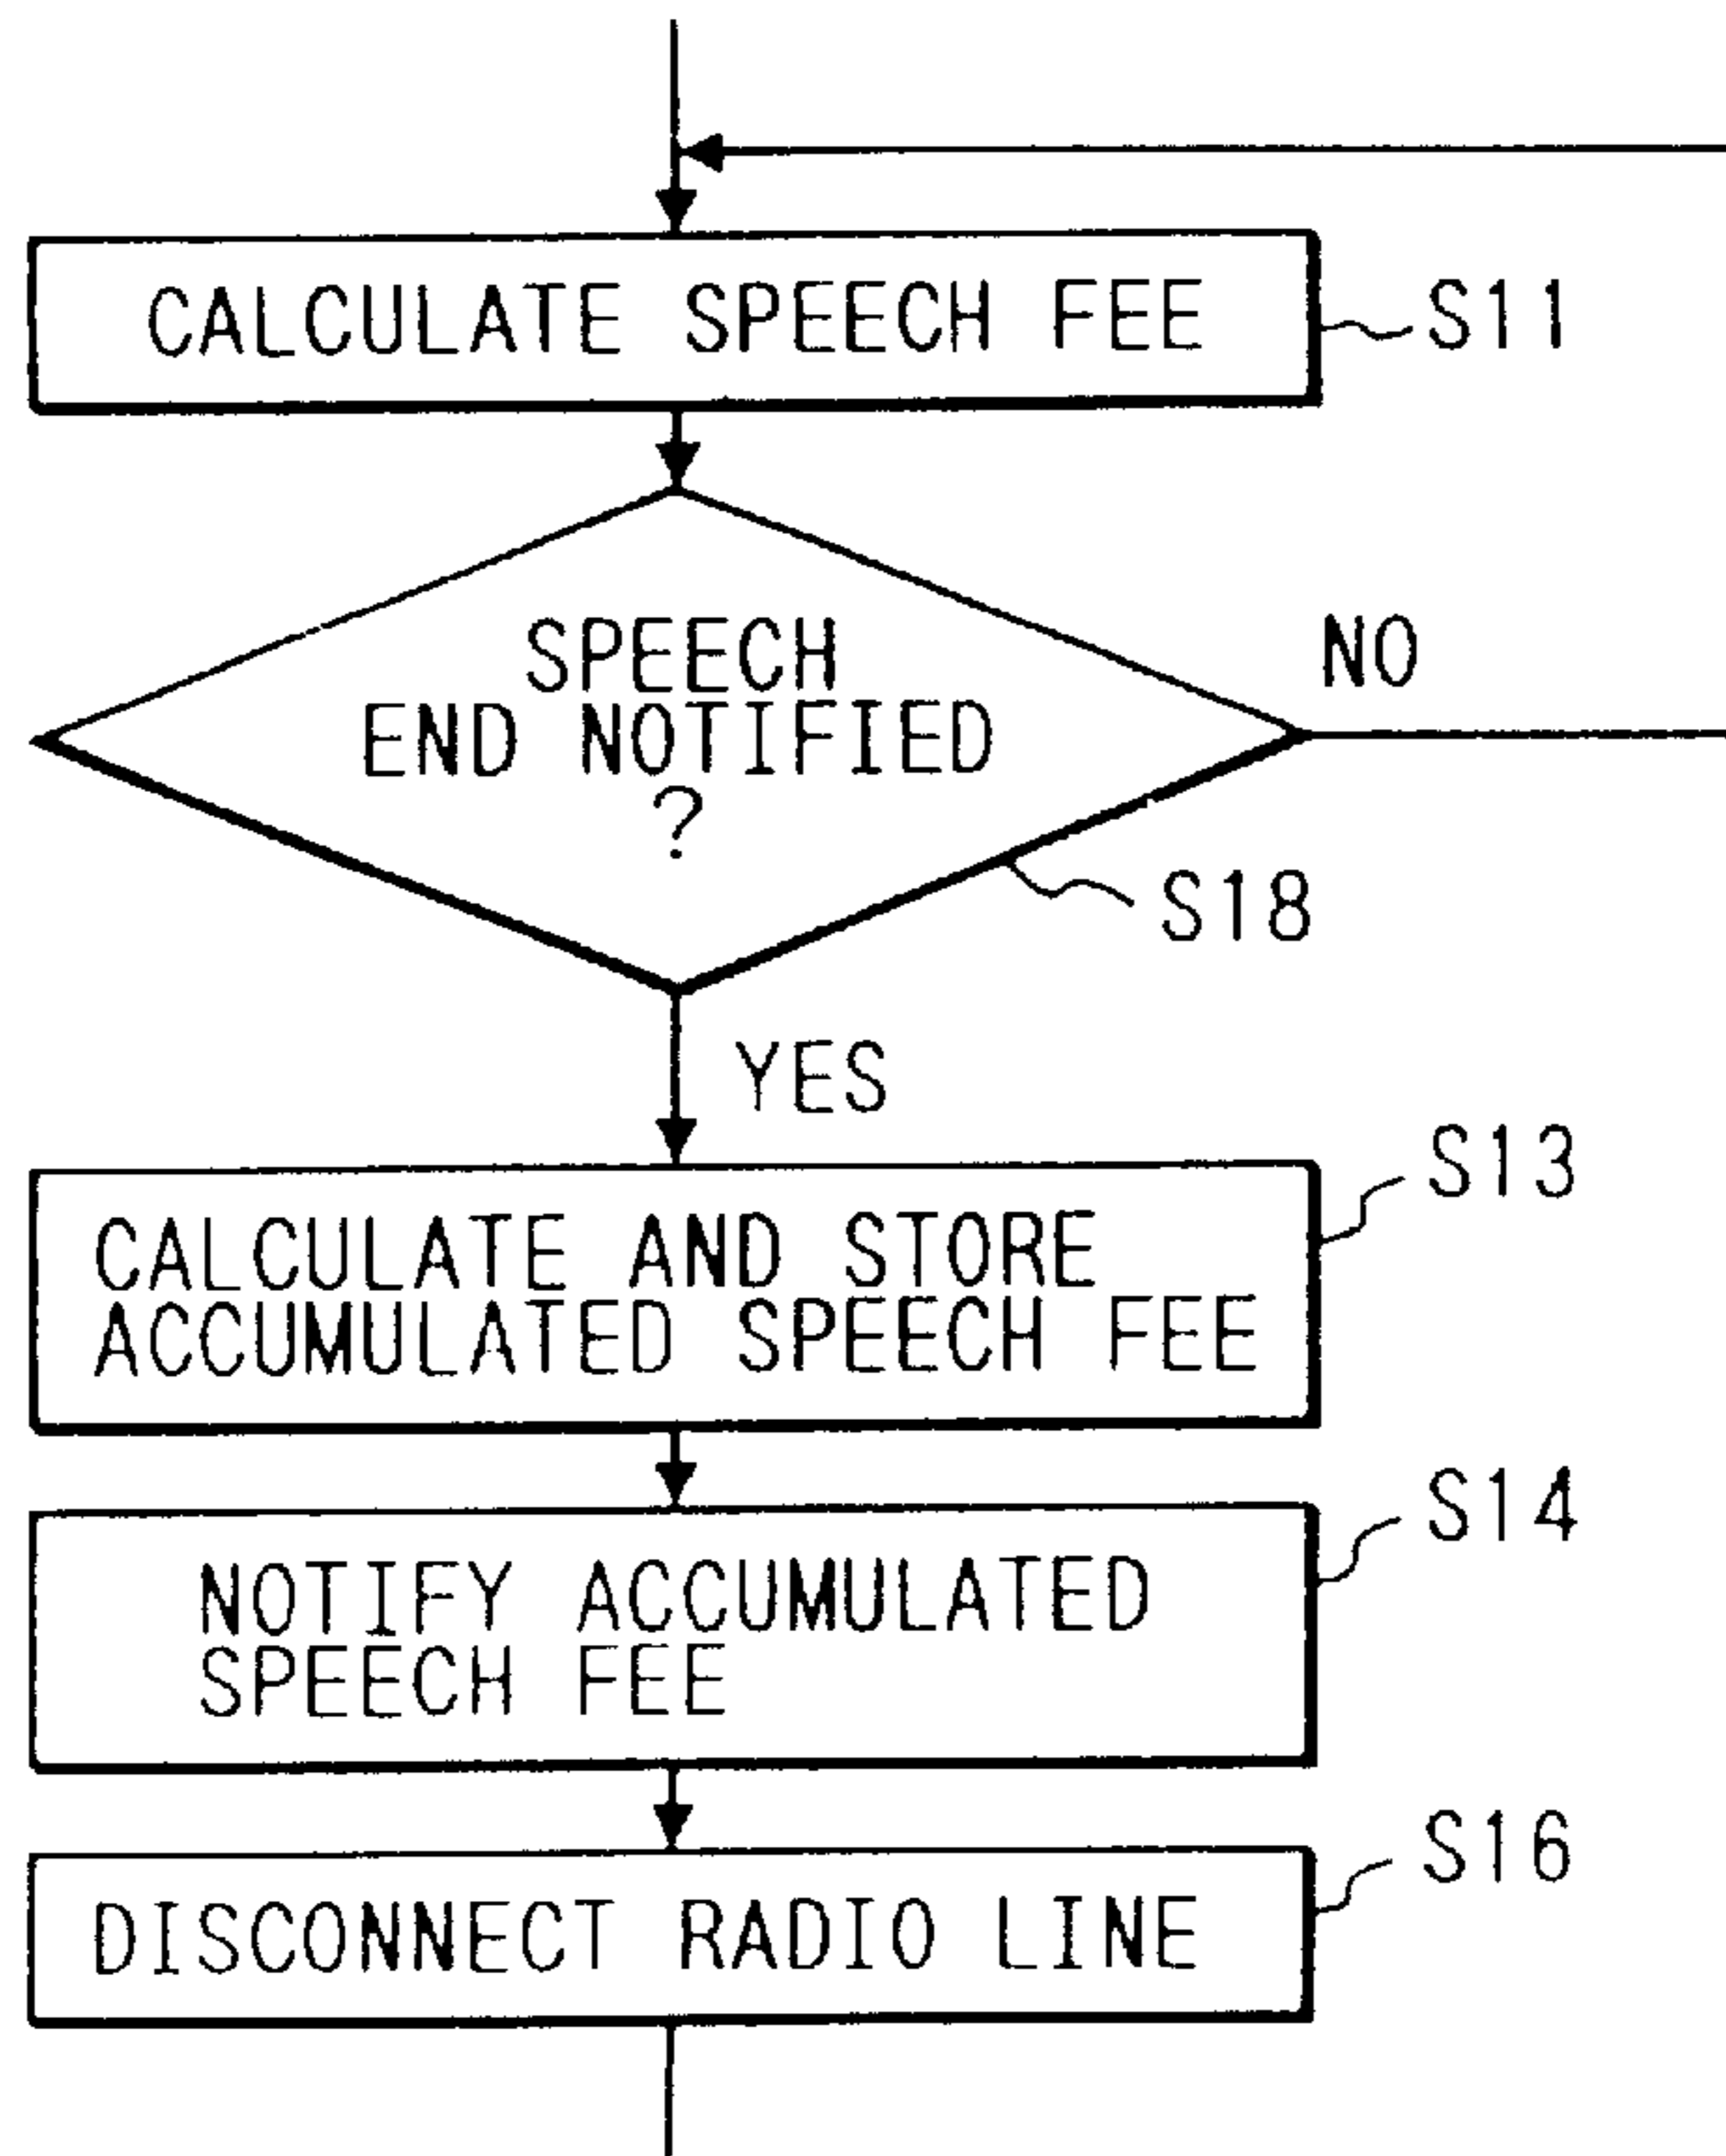 CALCULATE SPEECH FEE
S11
SPEECH
END NOTIFIED
?
NO
S18
YES
S13
CALCULATE AND STORE
ACCUMULATED SPEECH FEE
S14
NOTIFY ACCUMULATED
SPEECH FEE
S16
DISCONNECT RADIO LINE